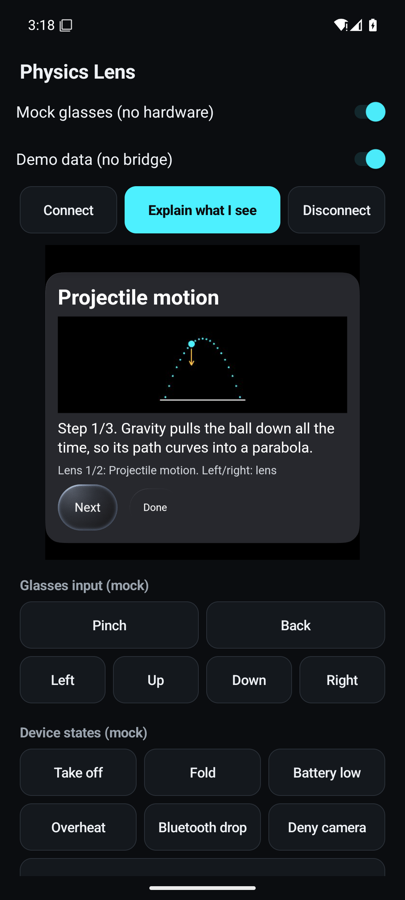 3:18
Physics Lens
Mock glasses (no hardware)
Demo data (no bridge)
Connect
Explain what I see
Disconnect
Projectile motion
Step 1/3. Gravity pulls the ball down all the
time, so its path curves into a parabola.
Lens 1/2: Projectile motion. Left/right: lens
Next
Done
Glasses input (mock)
Pinch
Back
Left
Up
Down
Right
Device states (mock)
Take off
Fold
Battery low
Overheat
Bluetooth drop
Deny camera